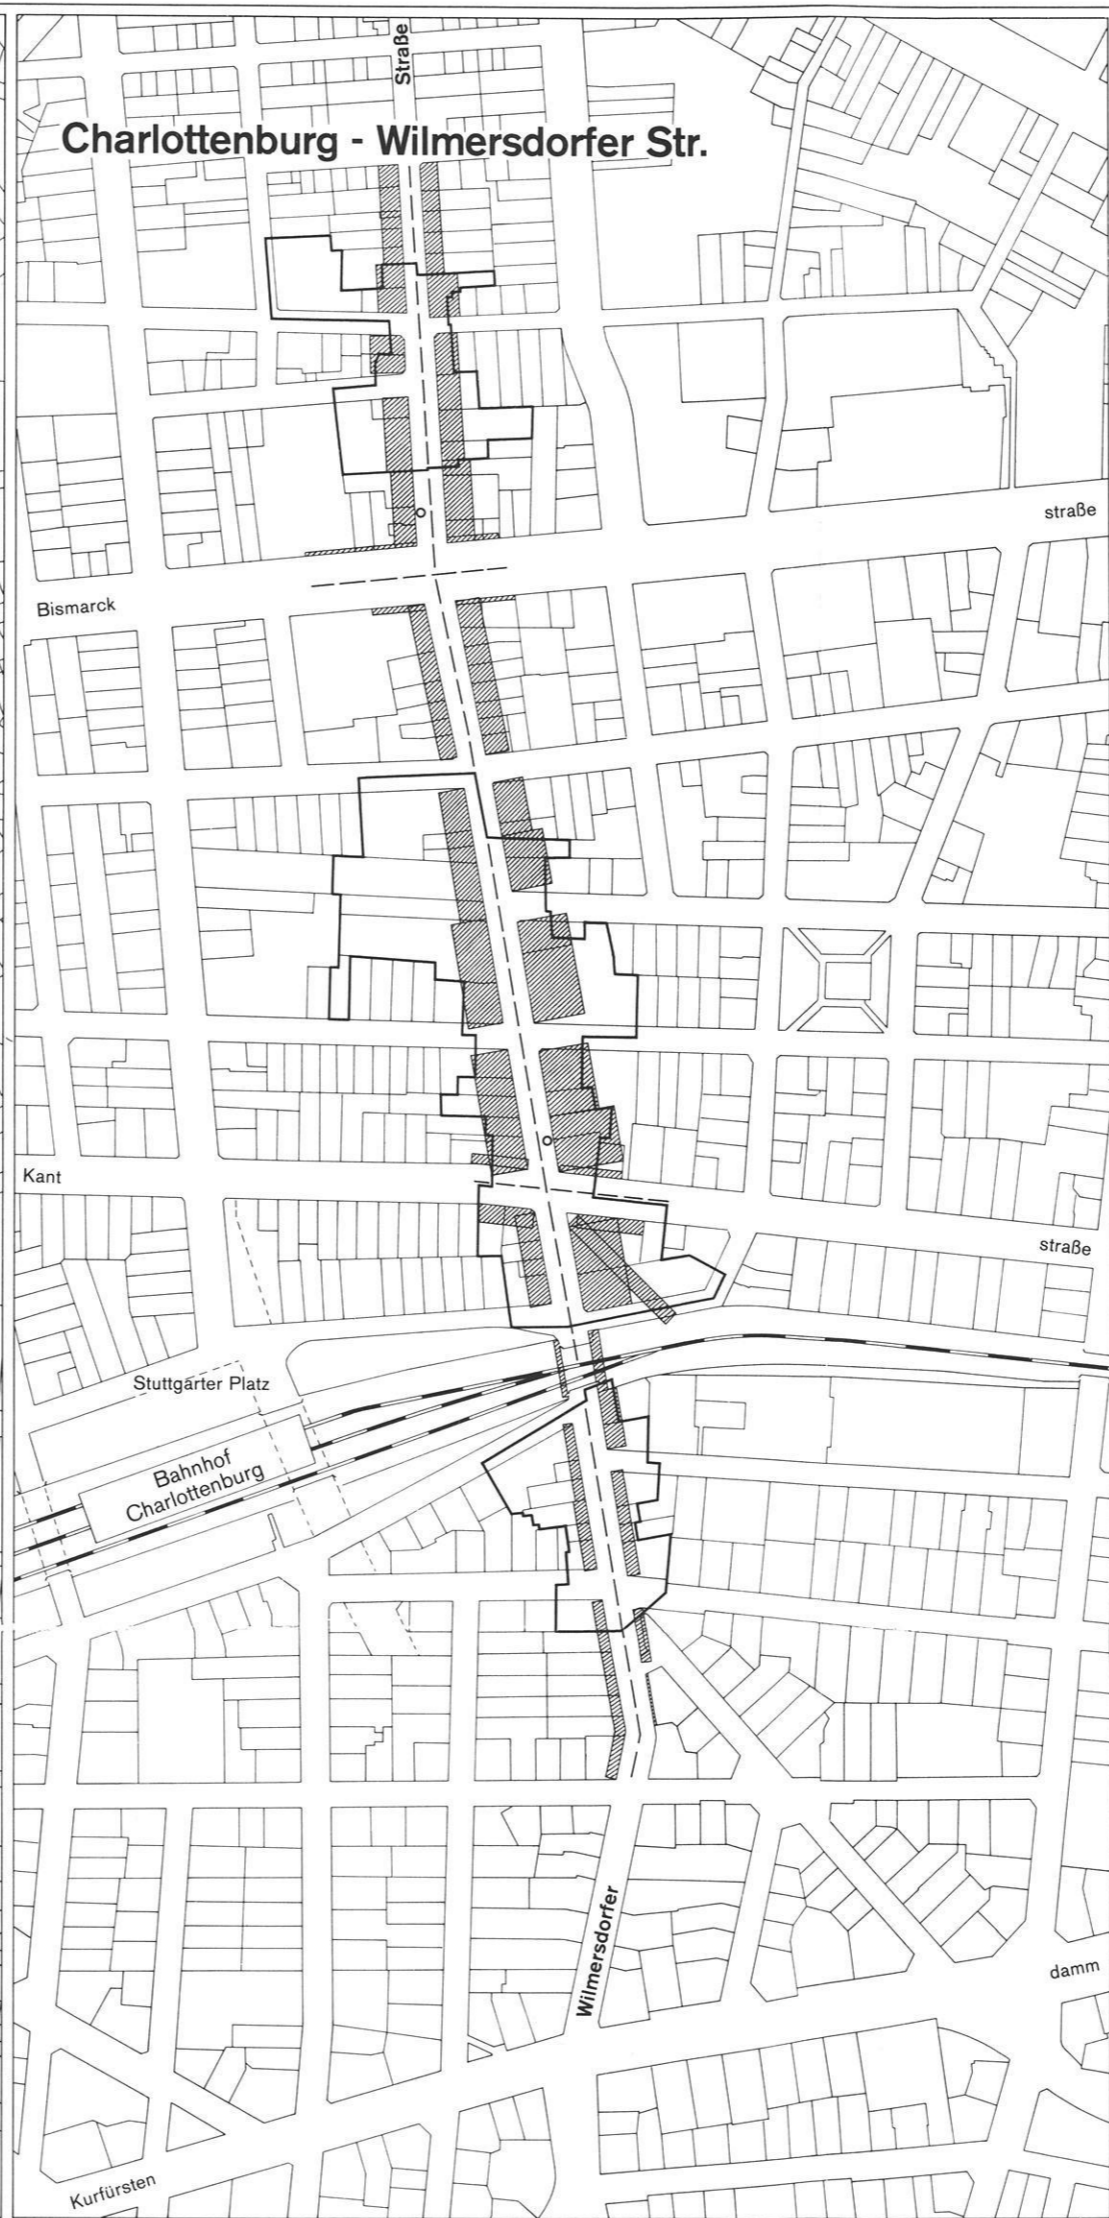 Straße
Charlottenburg - Wilmersdorfer Str.
straße
Bismarck
Kant
straße
Stuttgarter Platz
Bahnhof
Charlottenburg
Wilmersdorfer
damm
Kurfürsten